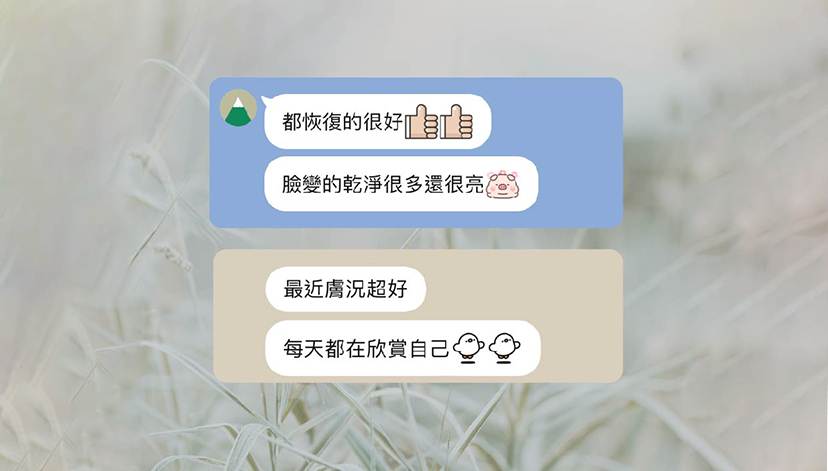 都恢復的很好
臉變的乾淨很多還很亮
最近膚況超好
每天都在欣賞自己